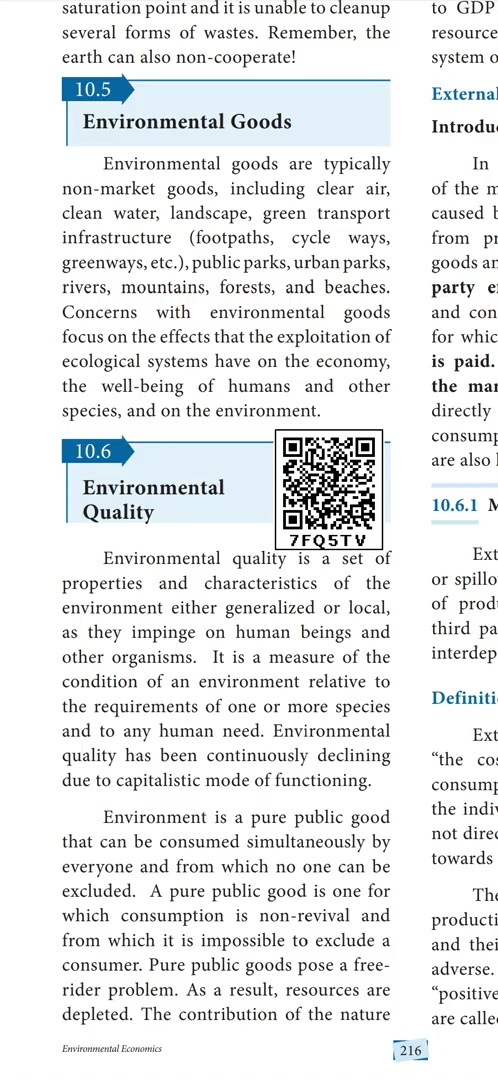 saturation point and it is unable to cleanup
several forms of wastes. Remember, the
earth can also non-cooperate!
10.5
Environmental Goods
Environmental goods are typically
non-market goods, including clear air,
clean water, landscape, green transport
infrastructure (footpaths, cycle ways,
greenways, etc.), public parks, urban parks,
rivers, mountains, forests, and beaches.
Concerns with environmental goods
focus on the effects that the exploitation of
ecological systems have on the economy,
the well-being of humans and other
species, and on the environment.
10.6
Environmental
Quality
7FQ5TV
Environmental quality is a set of
properties and characteristics of the
environment either generalized or local,
as they impinge on human beings and
other organisms. It is a measure of the
condition of an environment relative to
the requirements of one or more species
and to any human need. Environmental
quality has been continuously declining
due to capitalistic mode of functioning.
Environment is a pure public good
that can be consumed simultaneously by
everyone and from which no one can be
excluded. A pure public good is one for
which consumption is non-revival and
from which it is impossible to exclude a
consumer. Pure public goods pose a free-
rider problem. As a result, resources are
depleted. The contribution of the nature
to GDP
resource
system o
External
Introduc
In
of the m
caused b
from pr
goods an
party e
and con
for whic
is paid.
the mar
directly
consump
are also
10.6.1 M
Ext
or spillo
of produ
third pa
interdep
Definitio
Ext
"the cos
consump
the indiv
not direc
towards
The
producti
and thei
adverse.
"positive
are calle
Environmental Economics
216